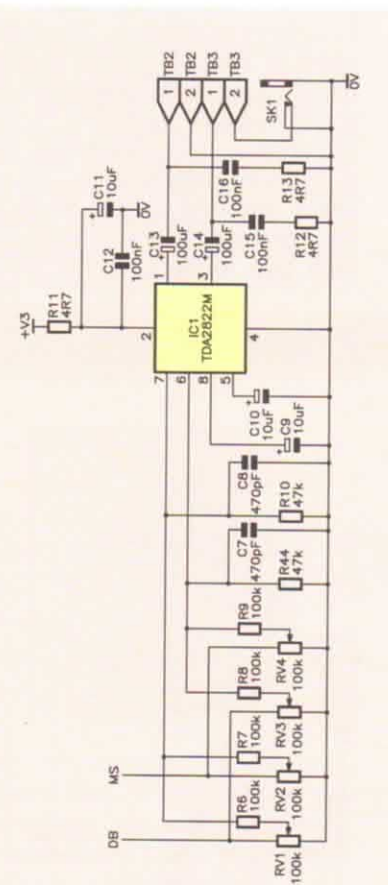 TB2
TB2
TB3
TB3
1
2
1
2
SK1
0V
C11
10uF
+
0V
C12
100nF
R11
4R7
+V3
C13
100uF
+
C14
100uF
+
C16
100nF
R13
4R7
C15
100nF
R12
4R7
IC1
TDA2822M
1
3
2
4
7
6
8
5
C10
10uF
+
C9
10uF
+
C8
470pF
R10
47k
C7
470pF
R44
47k
R9
100k
RV4
100k
R8
100k
RV3
100k
R7
100k
RV2
100k
R6
100k
RV1
100k
MS
DB